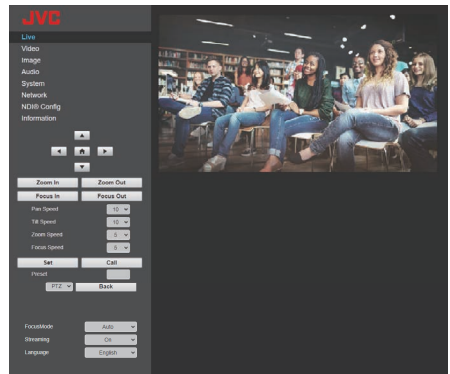 JVC
Live
Video
Image
Audio
System
Network
NDI® Config
Information
Zoom In Zoom Out
Focus In Focus Out
Pan Speed 10
Tilt Speed 10
Zoom Speed 5
Focus Speed 5
Set Call
Preset
PTZ Back
FocusMode Auto
Streaming On
Language English